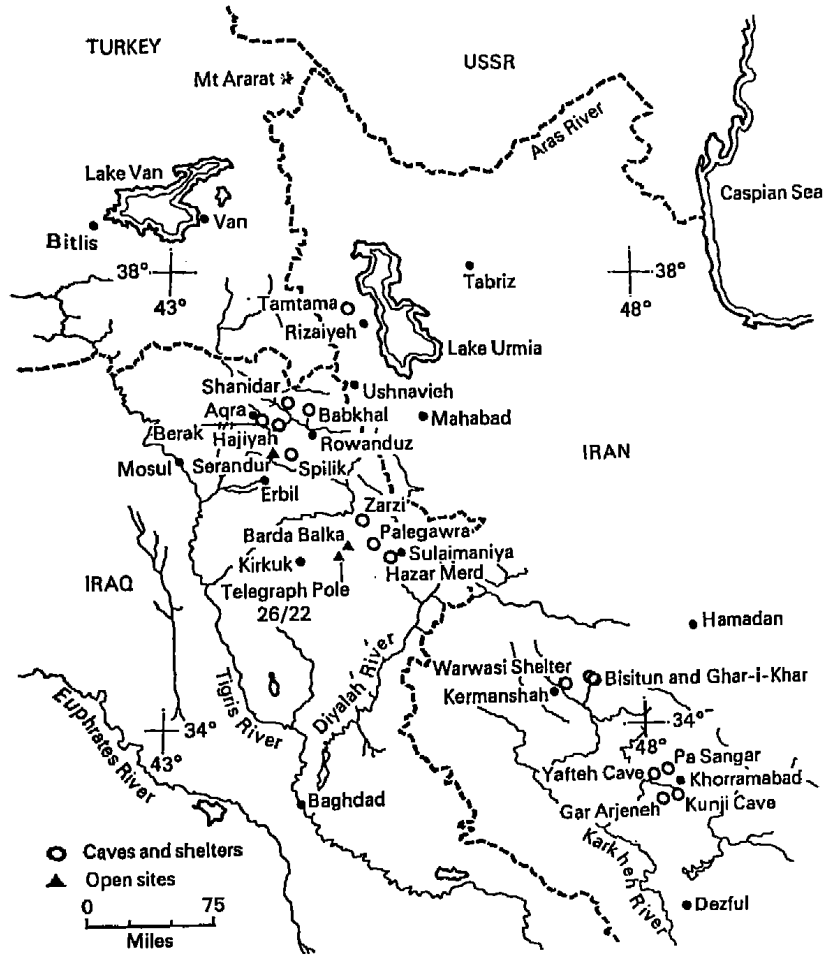 TURKEY
USSR
Mt Ararat
Aras River
Lake Van
Caspian Sea
Van
Bitlis
38°
43°
Tabriz
38°
48°
Tamtama
Rizaiyeh
Lake Urmia
Shanidar
Ushnavieh
Aqra
Babkhal
Mahabad
Berak
Hajiyah
Rowanduz
IRAN
Mosul
Serandur
Spilik
Erbil
Zarzi
Barda Balka
Palegawra
Kirkuk
Sulaimaniya
IRAQ
Telegraph Pole
26/22
Hazar Merd
Hamadan
Diyalah River
Warwasi Shelter
Bisitun and Ghar-i-Khar
Kermanshah
Tigris River
Euphrates River
34°
43°
34°
48°
Pa Sangar
Yafteh Cave
Khorramabad
Baghdad
Gar Arjeneh
Kunji Cave
Karkheh River
Caves and shelters
Open sites
Dezful
0 75
Miles